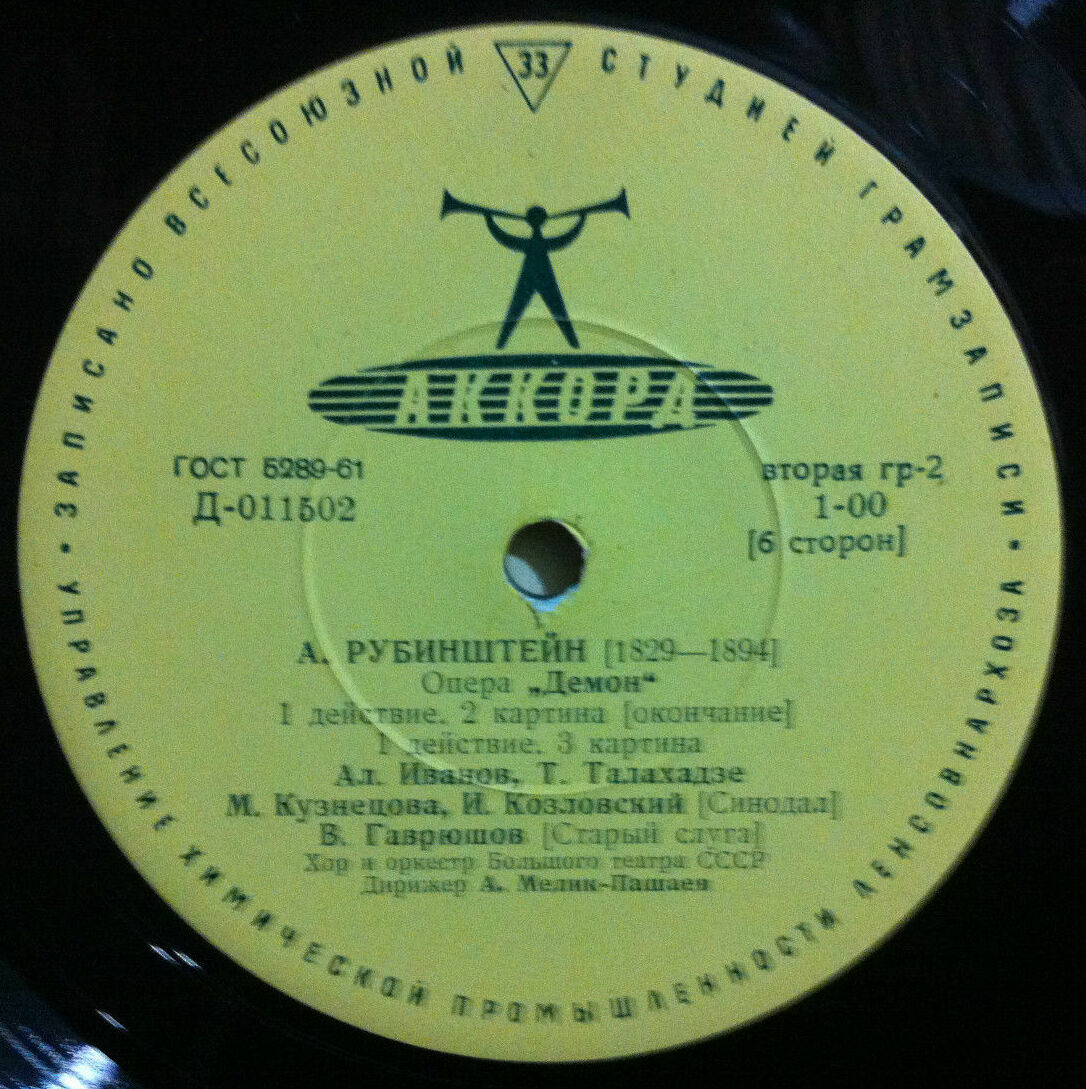 ЗАПИСАНО ВСЕСОЮЗНОЙ 33 СТУДИЕЙ ГРАМЗАПИСИ •
АККОРД
ГОСТ 5289-61
Д-011502
вторая гр-2
1-00
[6 сторон]
А. РУБИНШТЕЙН [1829—1894]
Опера „Демон“
1 действие. 2 картина [окончание]
1 действие. 3 картина
Ал. Иванов, Т. Талахадзе
М. Кузнецова, И. Козловский [Синодал]
В. Гаврюшов [Старый слуга]
Хор и оркестр Большого театра СССР
Дирижер А. Мелик-Пашаев
УПРАВЛЕНИЕ ХИМИЧЕСКОЙ ПРОМЫШЛЕННОСТИ ЛЕНСОВНАРХОЗА •